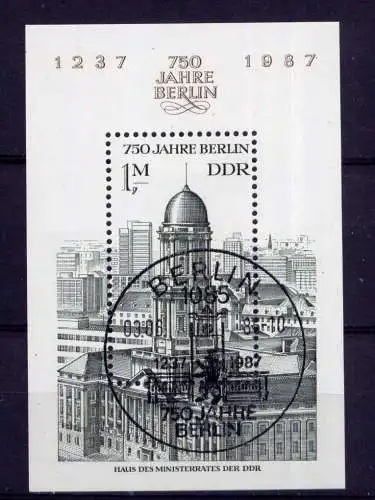 1237 750 1987
JAHRE
BERLIN
750 JAHRE BERLIN
1,- M DDR
BERLIN
1085
1237 1987
750 JAHRE
BERLIN
HAUS DES MINISTERRATES DER DDR